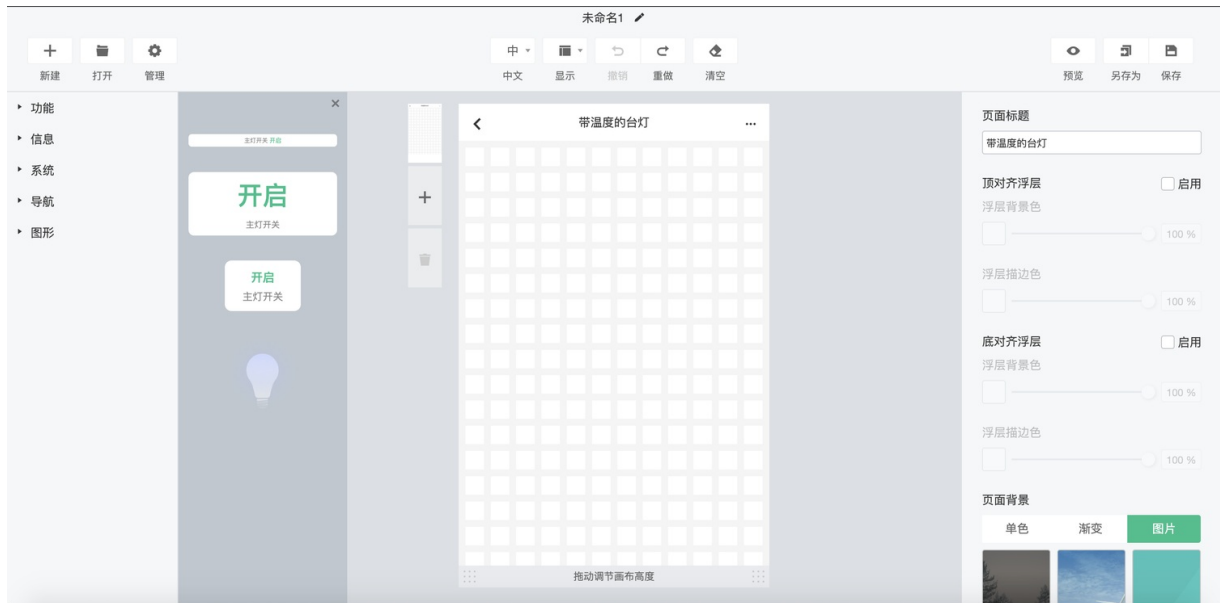 未命名1
新建 打开 管理
中
中文 显示 撤销 重做 清空
预览 另存为 保存
功能
信息
系统
导航
图形
主灯开关 开启
开启
主灯开关
开启
主灯开关
带温度的台灯
拖动调节画布高度
页面标题
带温度的台灯
顶对齐浮层 启用
浮层背景色
100 %
浮层描边色
100 %
底对齐浮层 启用
浮层背景色
100 %
浮层描边色
100 %
页面背景
单色 渐变 图片